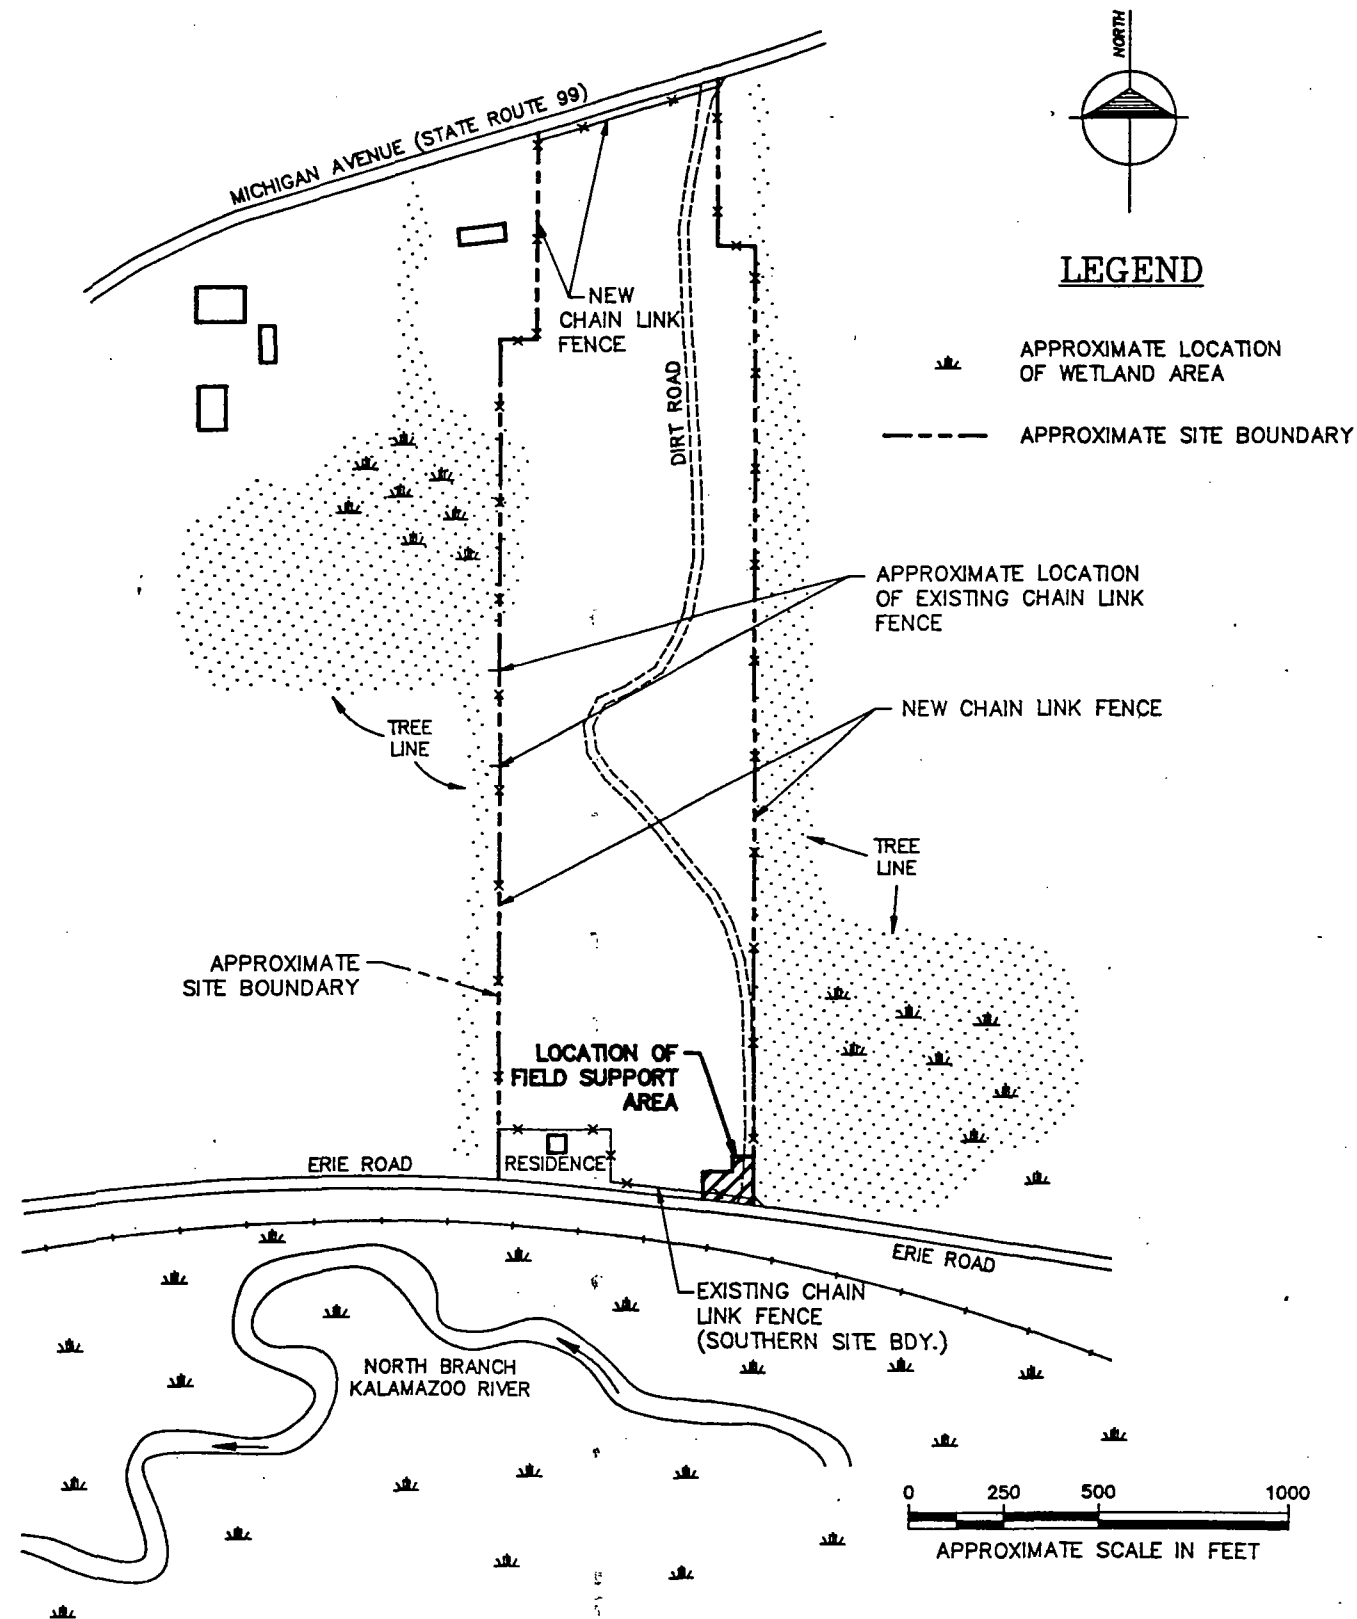 NORTH
MICHIGAN AVENUE (STATE ROUTE 99)
LEGEND
NEW
CHAIN LINK
FENCE
APPROXIMATE LOCATION
OF WETLAND AREA
DIRT ROAD
APPROXIMATE SITE BOUNDARY
APPROXIMATE LOCATION
OF EXISTING CHAIN LINK
FENCE
NEW CHAIN LINK FENCE
TREE
LINE
TREE
LINE
APPROXIMATE
SITE BOUNDARY
LOCATION OF
FIELD SUPPORT
AREA
ERIE ROAD
RESIDENCE
ERIE ROAD
EXISTING CHAIN
LINK FENCE
(SOUTHERN SITE BDY.)
NORTH BRANCH
KALAMAZOO RIVER
0 250 500 1000
APPROXIMATE SCALE IN FEET